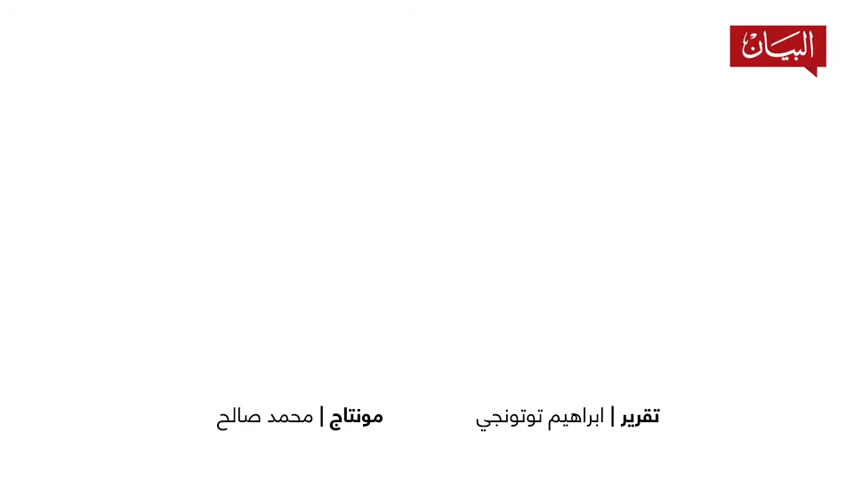 البيان
تقرير | ابراهيم توتونجي
مونتاج | محمد صالح